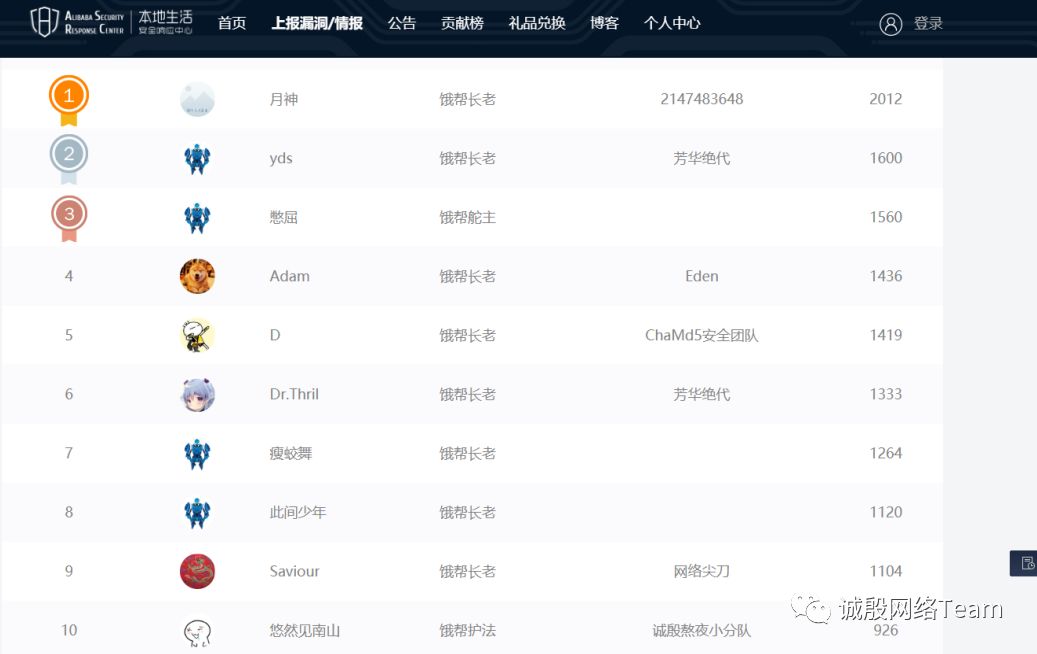 ALIBABA SECURITY RESPONSE CENTER 本地生活 安全响应中心 首页 上报漏洞/情报 公告 贡献榜 礼品兑换 博客 个人中心 登录
1 月神 饿帮长老 2147483648 2012
2 yds 饿帮长老 芳华绝代 1600
3 憋屈 饿帮舵主 1560
4 Adam 饿帮长老 Eden 1436
5 D 饿帮长老 ChaMd5安全团队 1419
6 Dr.Thril 饿帮长老 芳华绝代 1333
7 瘦蛟舞 饿帮长老 1264
8 此间少年 饿帮长老 1120
9 Saviour 饿帮长老 网络尖刀 1104
10 悠然见南山 饿帮护法 诚殷熬夜小分队 926
诚殷网络Team